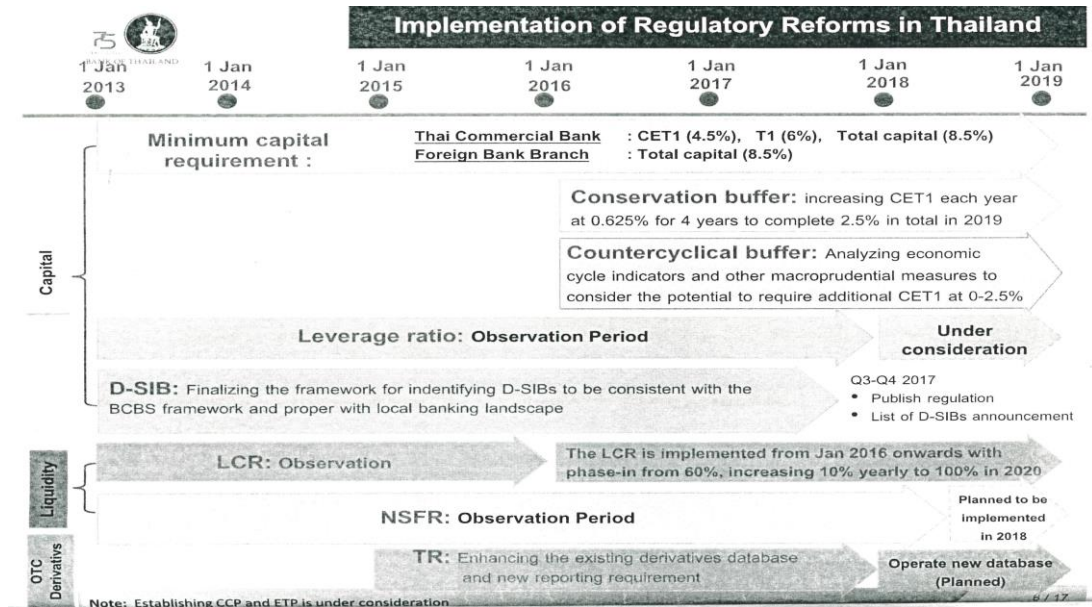 Implementation of Regulatory Reforms in Thailand
75
BANK OF THAILAND
1 Jan 2013
1 Jan 2014
1 Jan 2015
1 Jan 2016
1 Jan 2017
1 Jan 2018
1 Jan 2019
Capital
Minimum capital
requirement :
Thai Commercial Bank : CET1 (4.5%), T1 (6%), Total capital (8.5%)
Foreign Bank Branch : Total capital (8.5%)
Conservation buffer: increasing CET1 each year
at 0.625% for 4 years to complete 2.5% in total in 2019
Countercyclical buffer: Analyzing economic
cycle indicators and other macroprudential measures to
consider the potential to require additional CET1 at 0-2.5%
Leverage ratio: Observation Period
Under
consideration
D-SIB: Finalizing the framework for indentifying D-SIBs to be consistent with the
BCBS framework and proper with local banking landscape
Q3-Q4 2017
• Publish regulation
• List of D-SIBs announcement
Liquidity
LCR: Observation
The LCR is implemented from Jan 2016 onwards with
phase-in from 60%, increasing 10% yearly to 100% in 2020
NSFR: Observation Period
Planned to be
implemented
in 2018
OTC
Derivativs
TR: Enhancing the existing derivatives database
and new reporting requirement
Operate new database
(Planned)
Note: Establishing CCP and ETP is under consideration
6 / 17